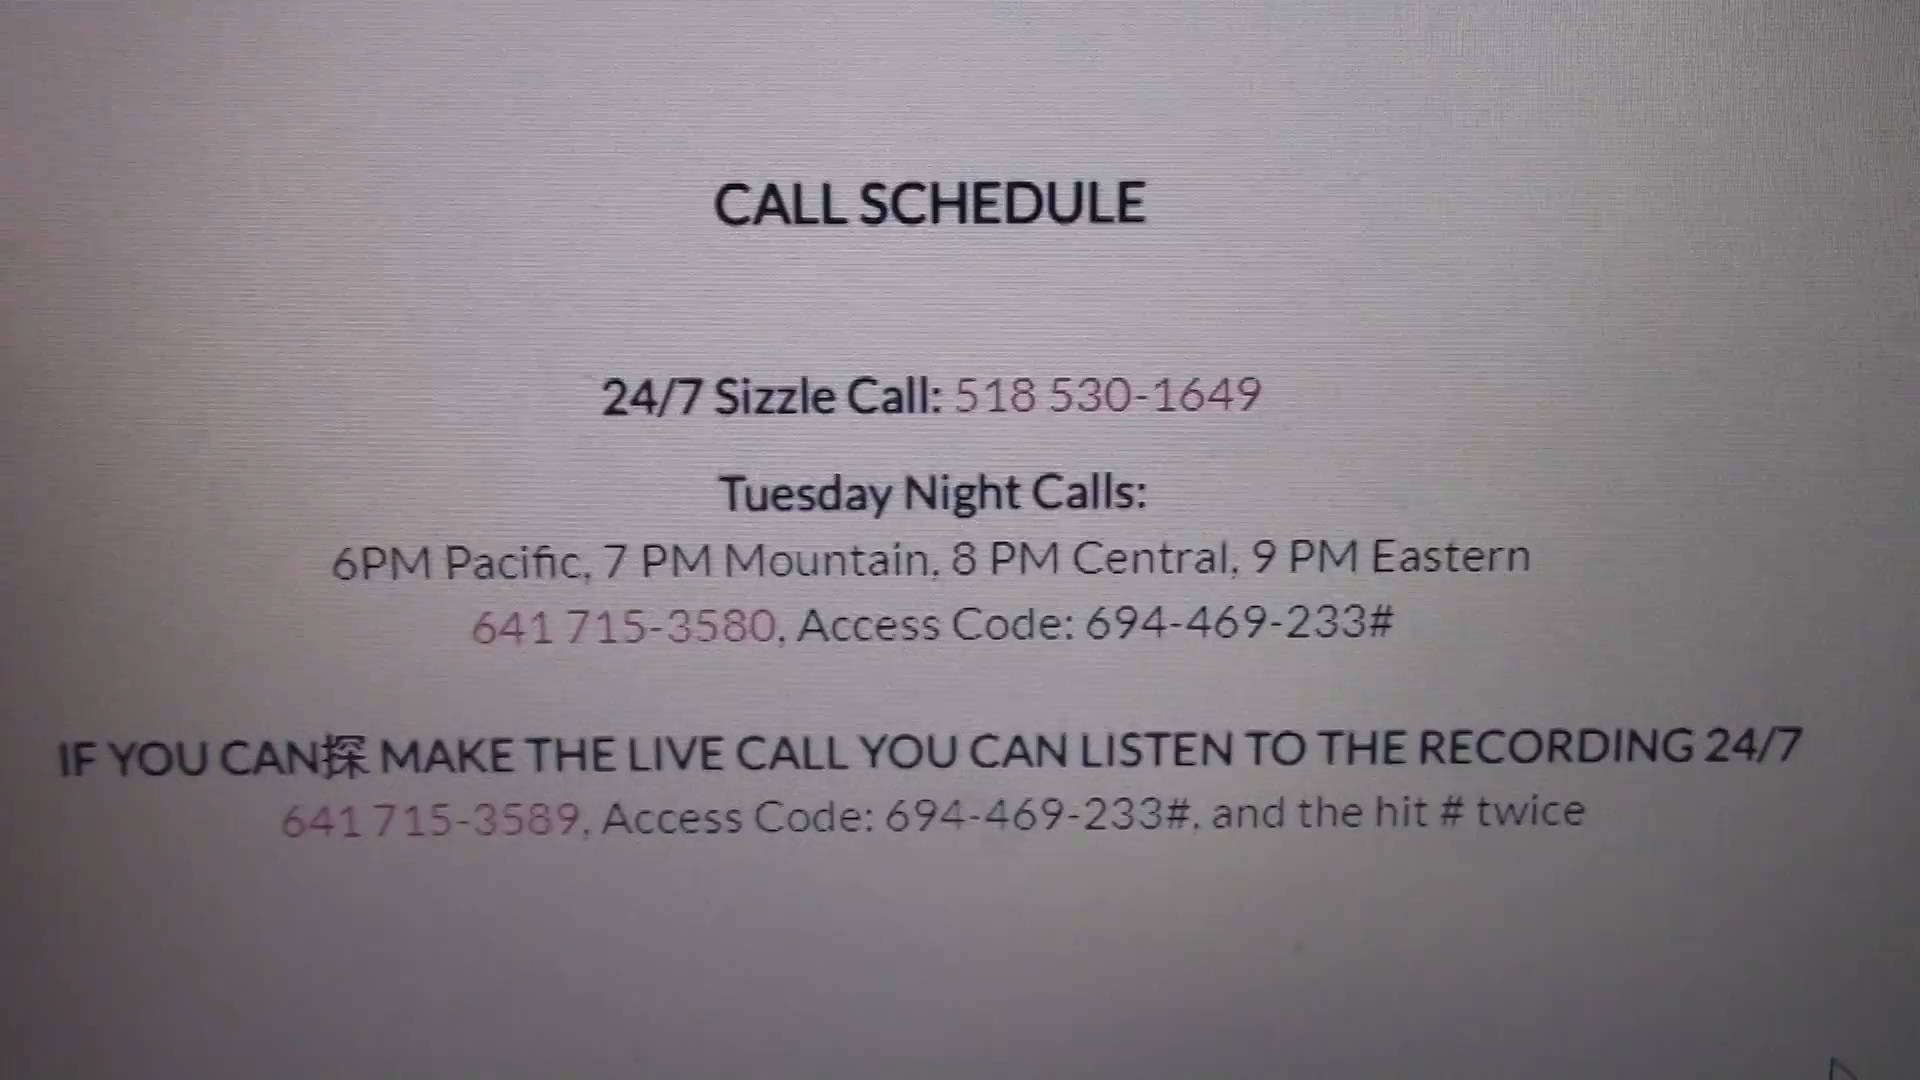 CALL SCHEDULE
24/7 Sizzle Call: 518 530-1649
Tuesday Night Calls:
6PM Pacific, 7 PM Mountain, 8 PM Central, 9 PM Eastern
641 715-3580, Access Code: 694-469-233#
IF YOU CAN探 MAKE THE LIVE CALL YOU CAN LISTEN TO THE RECORDING 24/7
641 715-3589, Access Code: 694-469-233#, and the hit # twice